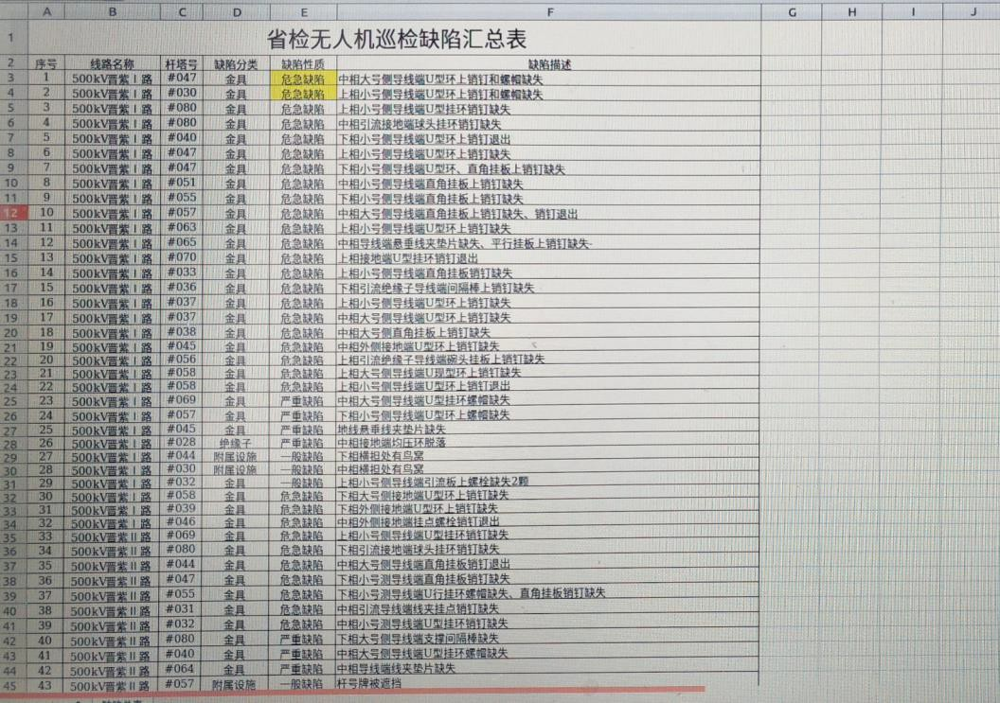 A B C D E F G H I J
1 省检无人机巡检缺陷汇总表
2 序号 线路名称 杆塔号 缺陷分类 缺陷性质 缺陷描述
3 1 500kV晋紫Ⅰ路 #047 金具 危急缺陷 中相大号侧导线端U型环上销钉和螺帽缺失
4 2 500kV晋紫Ⅰ路 #030 金具 危急缺陷 上相小号侧导线端U型环上销钉和螺帽缺失
5 3 500kV晋紫Ⅰ路 #080 金具 危急缺陷 上相小号侧导线端U型挂环销钉缺失
6 4 500kV晋紫Ⅰ路 #080 金具 危急缺陷 中相引流接地端球头挂环销钉缺失
7 5 500kV晋紫Ⅰ路 #040 金具 危急缺陷 下相小号侧导线端U型环上销钉退出
8 6 500kV晋紫Ⅰ路 #047 金具 危急缺陷 上相小号侧导线端U型环上销钉缺失
9 7 500kV晋紫Ⅰ路 #047 金具 危急缺陷 下相小号侧导线端U型环、直角挂板上销钉缺失
10 8 500kV晋紫Ⅰ路 #051 金具 危急缺陷 中相小号侧导线端直角挂板上销钉缺失
11 9 500kV晋紫Ⅰ路 #055 金具 危急缺陷 下相小号侧导线端直角挂板上销钉缺失
12 10 500kV晋紫Ⅰ路 #057 金具 危急缺陷 中相大号侧导线端直角挂板上销钉缺失、销钉退出
13 11 500kV晋紫Ⅰ路 #063 金具 危急缺陷 上相小号侧导线端U型环上销钉缺失
14 12 500kV晋紫Ⅰ路 #065 金具 危急缺陷 中相导线端悬垂线夹垫片缺失、平行挂板上销钉缺失
15 13 500kV晋紫Ⅰ路 #070 金具 危急缺陷 上相接地端U型挂环销钉退出
16 14 500kV晋紫Ⅰ路 #033 金具 危急缺陷 上相小号侧导线端直角挂板销钉缺失
17 15 500kV晋紫Ⅰ路 #036 金具 危急缺陷 下相引流绝缘子导线端间隔棒上销钉缺失
18 16 500kV晋紫Ⅰ路 #037 金具 危急缺陷 上相小号侧导线端U型环上销钉缺失
19 17 500kV晋紫Ⅰ路 #037 金具 危急缺陷 中相大号侧导线端U型环上销钉缺失
20 18 500kV晋紫Ⅰ路 #038 金具 危急缺陷 中相大号侧直角挂板上销钉缺失
21 19 500kV晋紫Ⅰ路 #045 金具 危急缺陷 中相外侧接地端U型环上销钉缺失
22 20 500kV晋紫Ⅰ路 #056 金具 危急缺陷 上相引流绝缘子导线端碗头挂板上销钉缺失
23 21 500kV晋紫Ⅰ路 #058 金具 危急缺陷 上相大号侧导线端U现型环上销钉缺失
24 22 500kV晋紫Ⅰ路 #058 金具 危急缺陷 上相小号侧导线端U型环上销钉退出
25 23 500kV晋紫Ⅰ路 #069 金具 严重缺陷 中相大号侧导线端U型挂环螺帽缺失
26 24 500kV晋紫Ⅰ路 #057 金具 严重缺陷 下相小号侧导线端U型环上螺帽缺失
27 25 500kV晋紫Ⅰ路 #045 金具 严重缺陷 地线悬垂线夹垫片缺失
28 26 500kV晋紫Ⅰ路 #028 绝缘子 严重缺陷 中相接地端均压环脱落
29 27 500kV晋紫Ⅰ路 #044 附属设施 一般缺陷 下相横担处有鸟窝
30 28 500kV晋紫Ⅰ路 #030 附属设施 一般缺陷 中相横担处有鸟窝
31 29 500kV晋紫Ⅰ路 #032 金具 一般缺陷 上相小号侧导线端引流板上螺栓缺失2颗
32 30 500kV晋紫Ⅰ路 #058 金具 危急缺陷 下相大号侧接地端U型环上销钉缺失
33 31 500kV晋紫Ⅰ路 #039 金具 危急缺陷 下相外侧接地端U型环上销钉缺失
34 32 500kV晋紫Ⅰ路 #046 金具 危急缺陷 中相外侧接地端挂点螺栓销钉退出
35 33 500kV晋紫Ⅱ路 #069 金具 危急缺陷 上相小号侧导线端U型挂环销钉缺失
36 34 500kV晋紫Ⅱ路 #080 金具 危急缺陷 下相引流接地端球头挂环销钉缺失
37 35 500kV晋紫Ⅱ路 #044 金具 危急缺陷 中相大号侧导线端直角挂板销钉退出
38 36 500kV晋紫Ⅱ路 #047 金具 危急缺陷 下相小号测导线端直角挂板销钉缺失
39 37 500kV晋紫Ⅱ路 #055 金具 危急缺陷 下相小号测导线端U行挂环螺帽缺失、直角挂板销钉缺失
40 38 500kV晋紫Ⅱ路 #031 金具 危急缺陷 中相引流导线端线夹挂点销钉缺失
41 39 500kV晋紫Ⅱ路 #032 金具 危急缺陷 中相小号测导线端U型挂环销钉缺失
42 40 500kV晋紫Ⅱ路 #080 金具 严重缺陷 下相大号侧导线端支撑间隔棒缺失
43 41 500kV晋紫Ⅱ路 #040 金具 严重缺陷 中相大号侧导线端U型挂环螺帽缺失
44 42 500kV晋紫Ⅱ路 #064 金具 严重缺陷 中相导线端线夹垫片缺失
45 43 500kV晋紫Ⅱ路 #057 附属设施 一般缺陷 杆号牌被遮挡